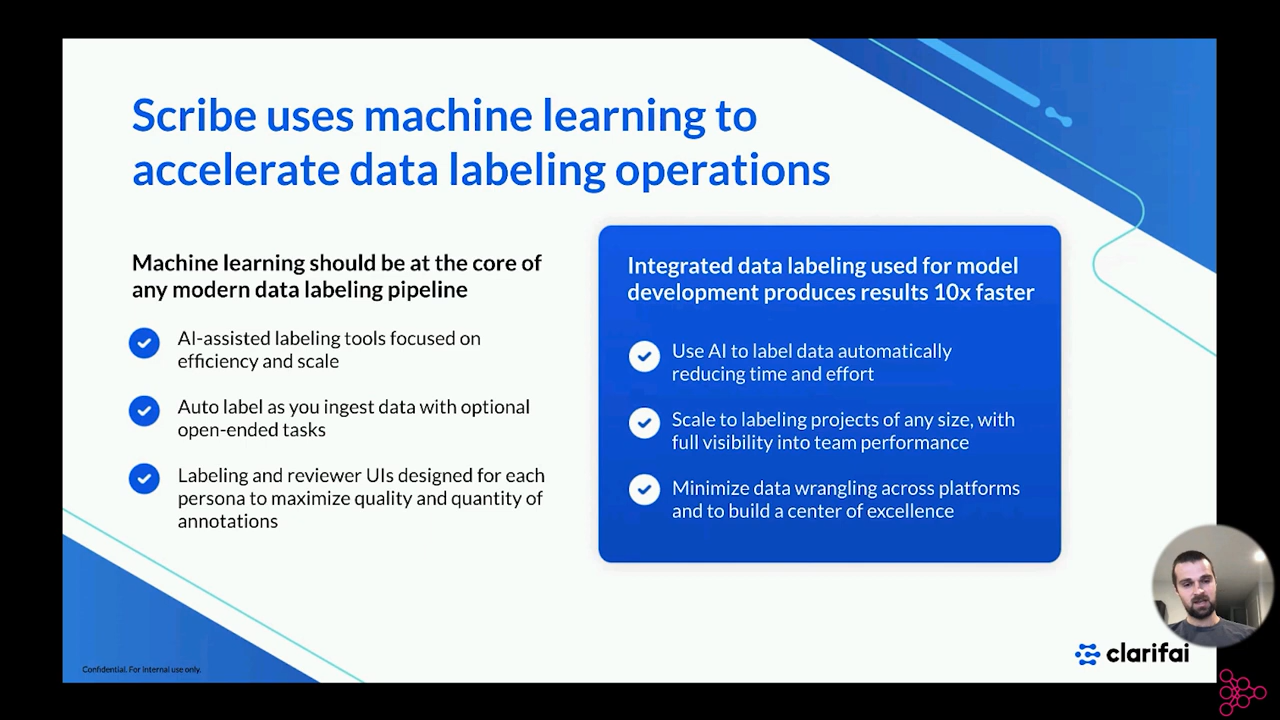 Scribe uses machine learning to
accelerate data labeling operations
Machine learning should be at the core of
any modern data labeling pipeline
AI-assisted labeling tools focused on
efficiency and scale
Auto label as you ingest data with optional
open-ended tasks
Labeling and reviewer UIs designed for each
persona to maximize quality and quantity of
annotations
Integrated data labeling used for model
development produces results 10x faster
Use AI to label data automatically
reducing time and effort
Scale to labeling projects of any size, with
full visibility into team performance
Minimize data wrangling across platforms
and to build a center of excellence
Confidential. For internal use only.
clarifai